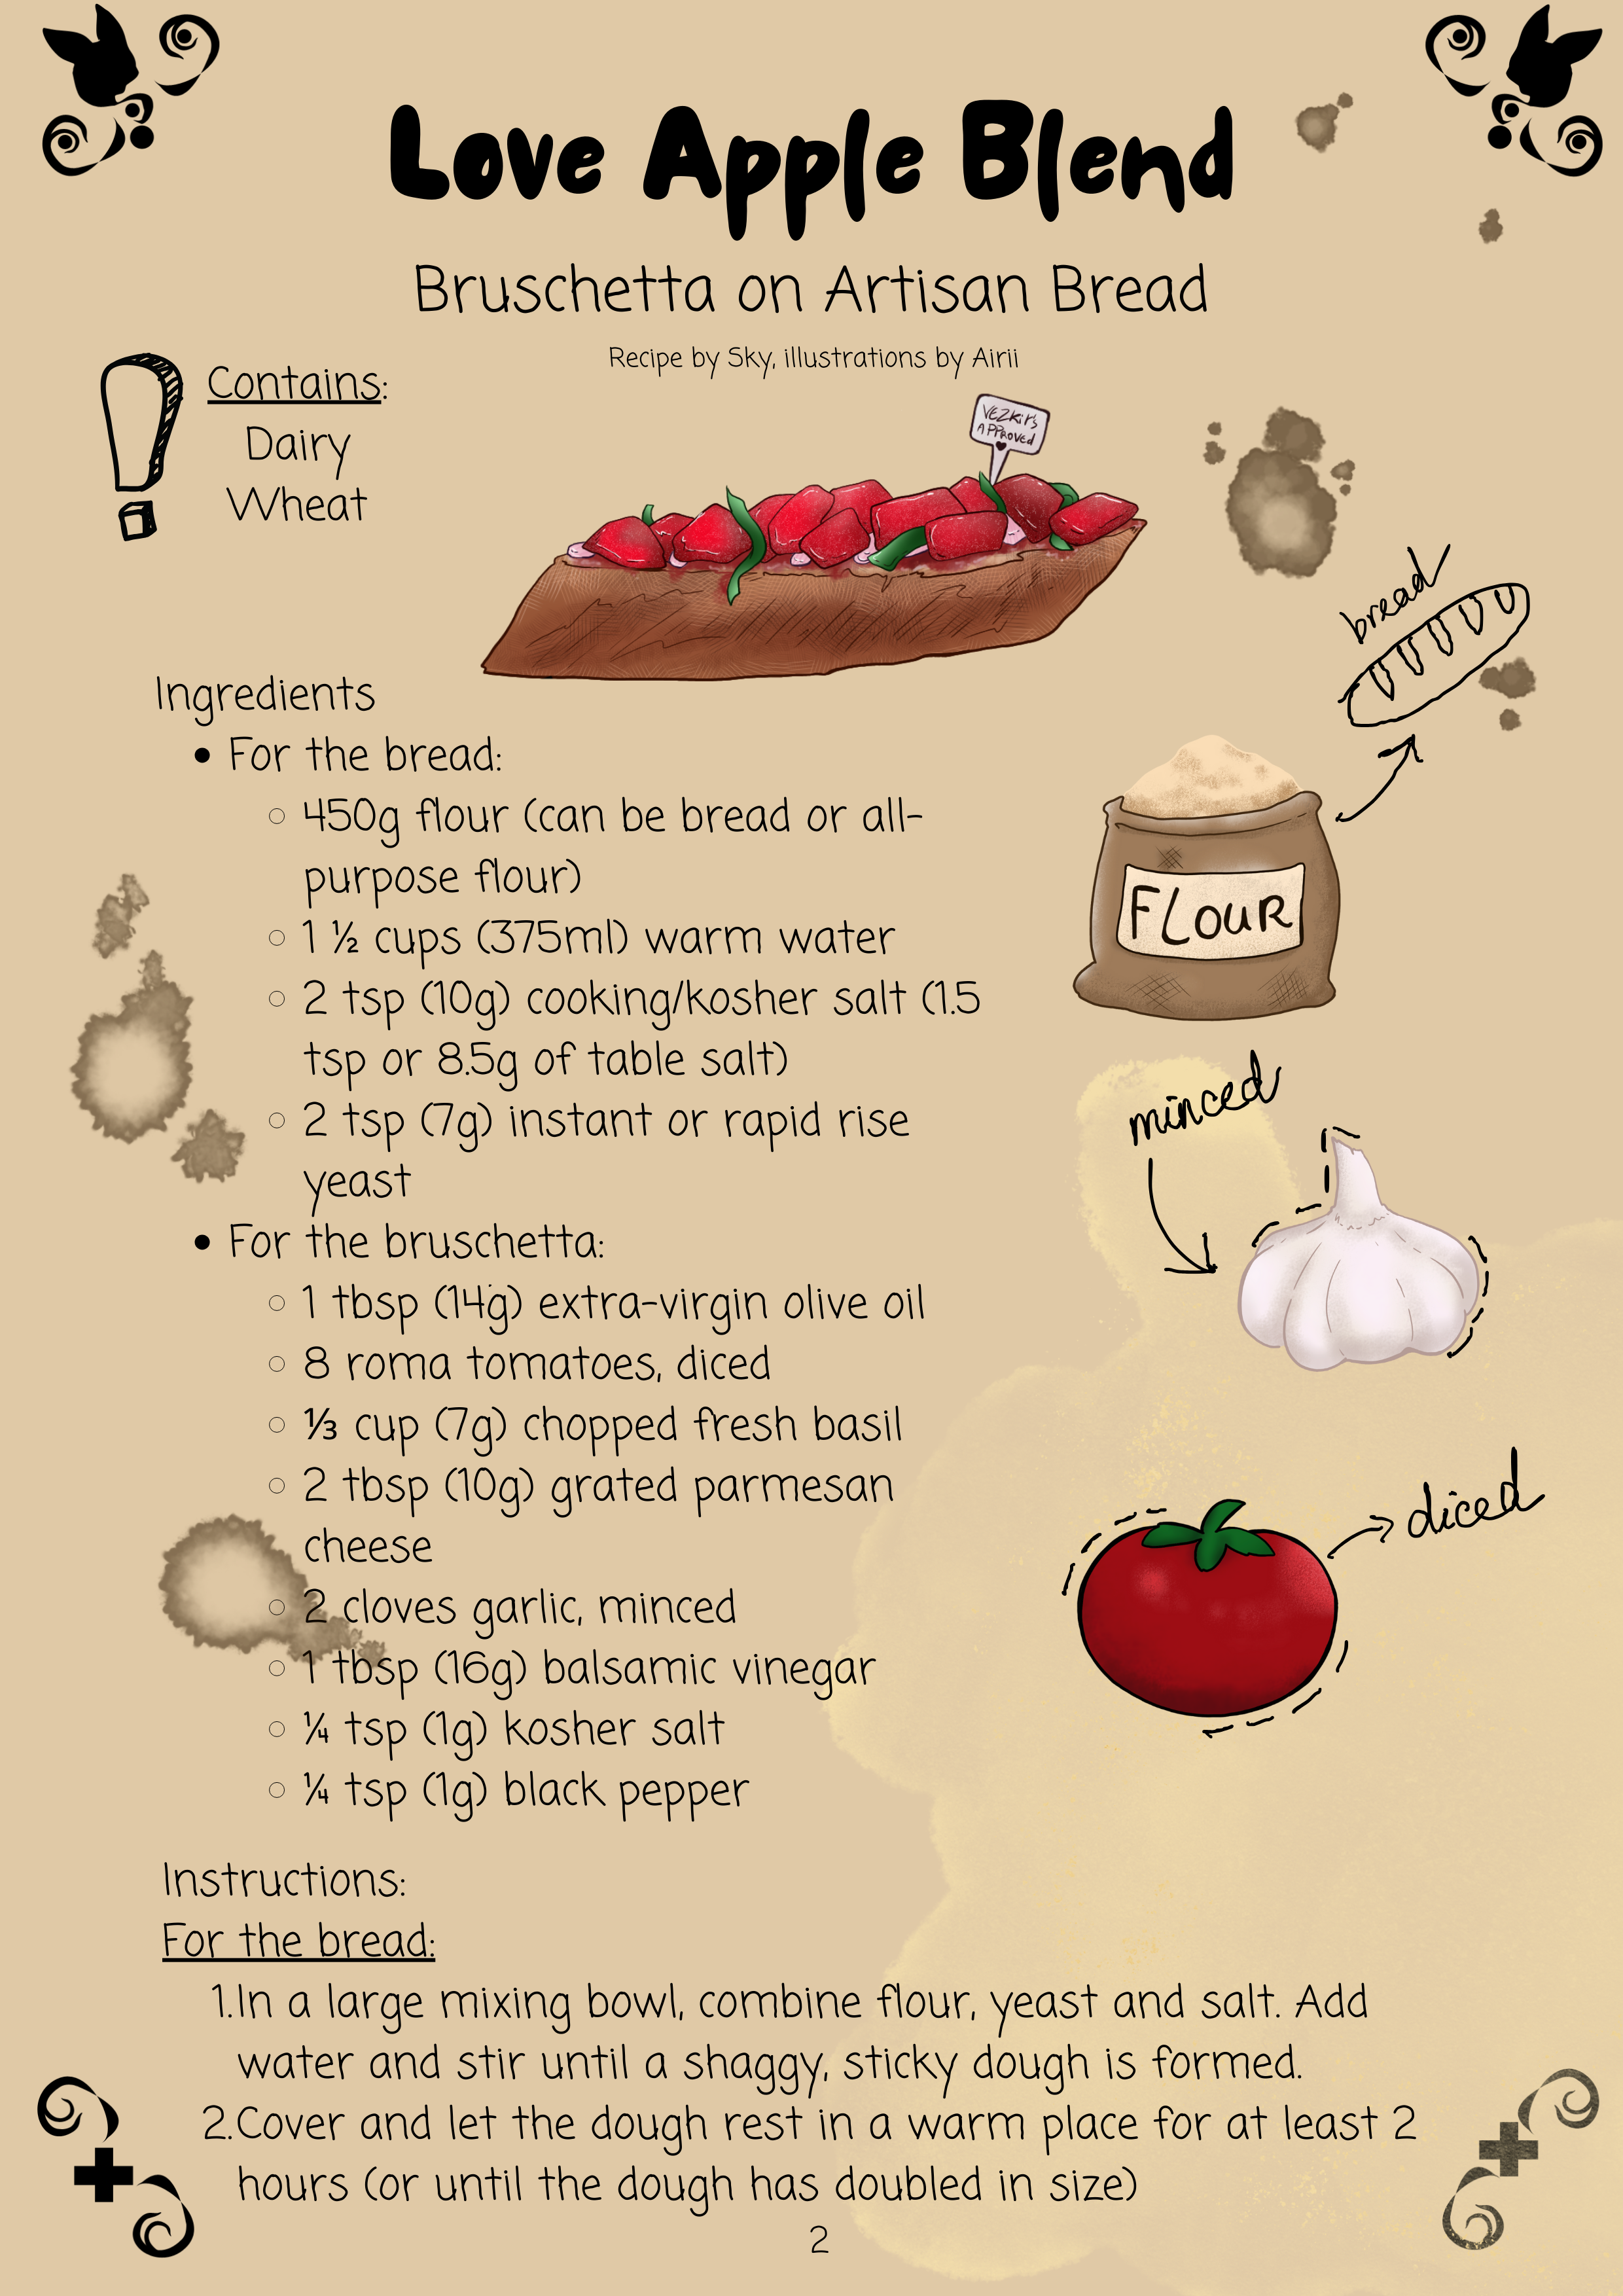 Love Apple Blend
Bruschetta on Artisan Bread
Recipe by Sky, illustrations by Airii
Contains:
Dairy
Wheat
VEZKit's
APPROVED
bread
Ingredients
• For the bread:
○ 450g flour (can be bread or all-
purpose flour)
○ 1 ½ cups (375ml) warm water
○ 2 tsp (10g) cooking/kosher salt (1.5
tsp or 8.5g of table salt)
○ 2 tsp (7g) instant or rapid rise
yeast
FLOUR
minced
• For the bruschetta:
○ 1 tbsp (14g) extra-virgin olive oil
○ 8 roma tomatoes, diced
○ ⅓ cup (7g) chopped fresh basil
○ 2 tbsp (10g) grated parmesan
cheese
○ 2 cloves garlic, minced
○ 1 tbsp (16g) balsamic vinegar
○ ¼ tsp (1g) kosher salt
○ ¼ tsp (1g) black pepper
diced
Instructions:
For the bread:
1.In a large mixing bowl, combine flour, yeast and salt. Add
water and stir until a shaggy, sticky dough is formed.
2.Cover and let the dough rest in a warm place for at least 2
hours (or until the dough has doubled in size)
2